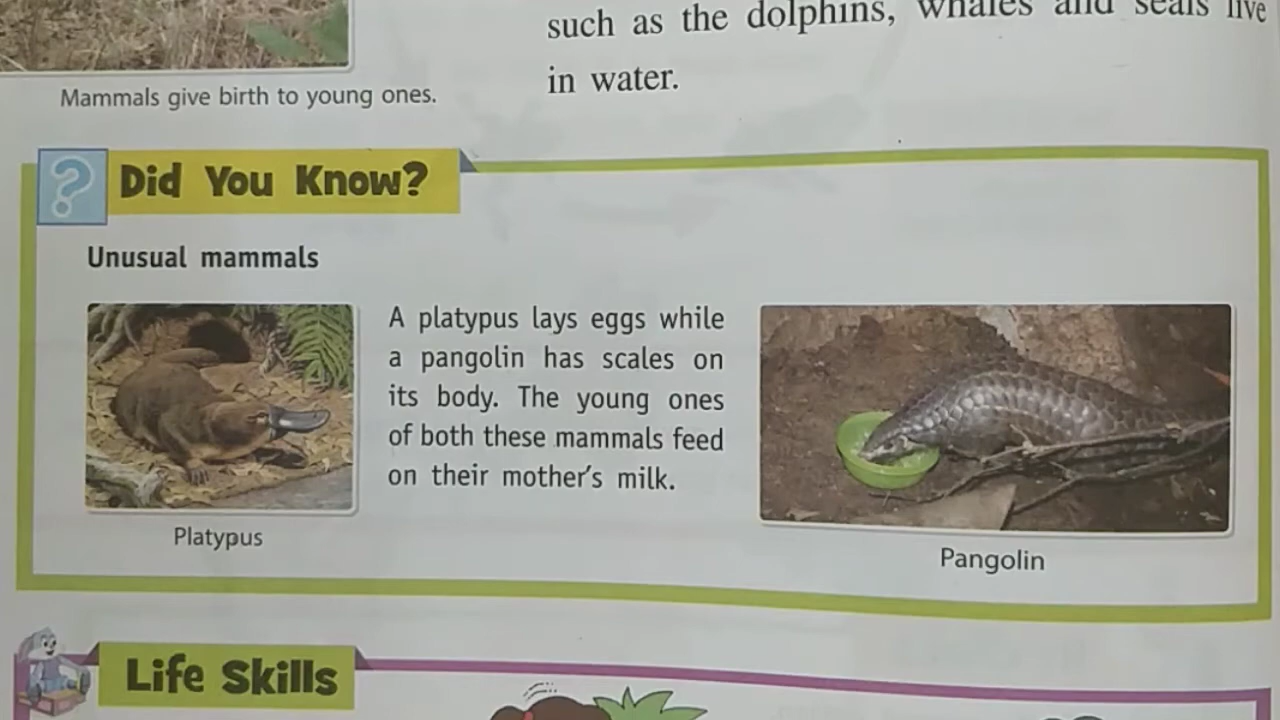 such as the dolphins, whales and seals live
in water.
Mammals give birth to young ones.
? Did You Know?
Unusual mammals
A platypus lays eggs while
a pangolin has scales on
its body. The young ones
of both these mammals feed
on their mother's milk.
Platypus
Pangolin
Life Skills